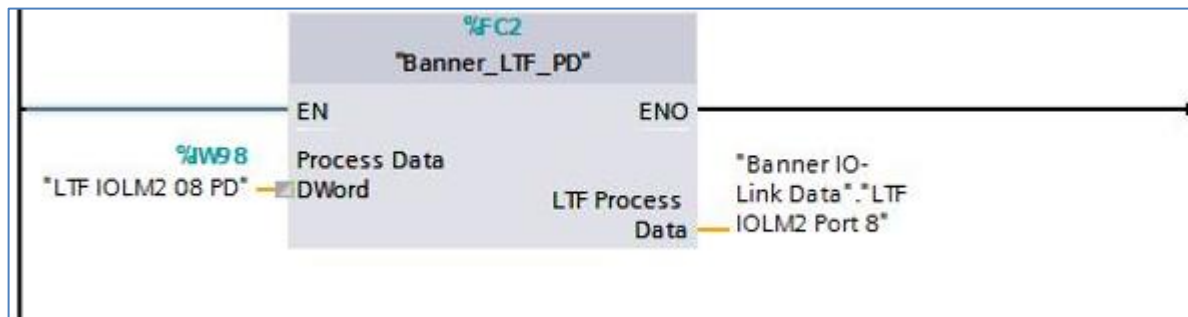 %FC2
"Banner_LTF_PD"
EN
ENO
%IW98
"LTF IOLM2 08 PD"
Process Data
DWord
LTF Process
Data
"Banner IO-
Link Data"."LTF
IOLM2 Port 8"